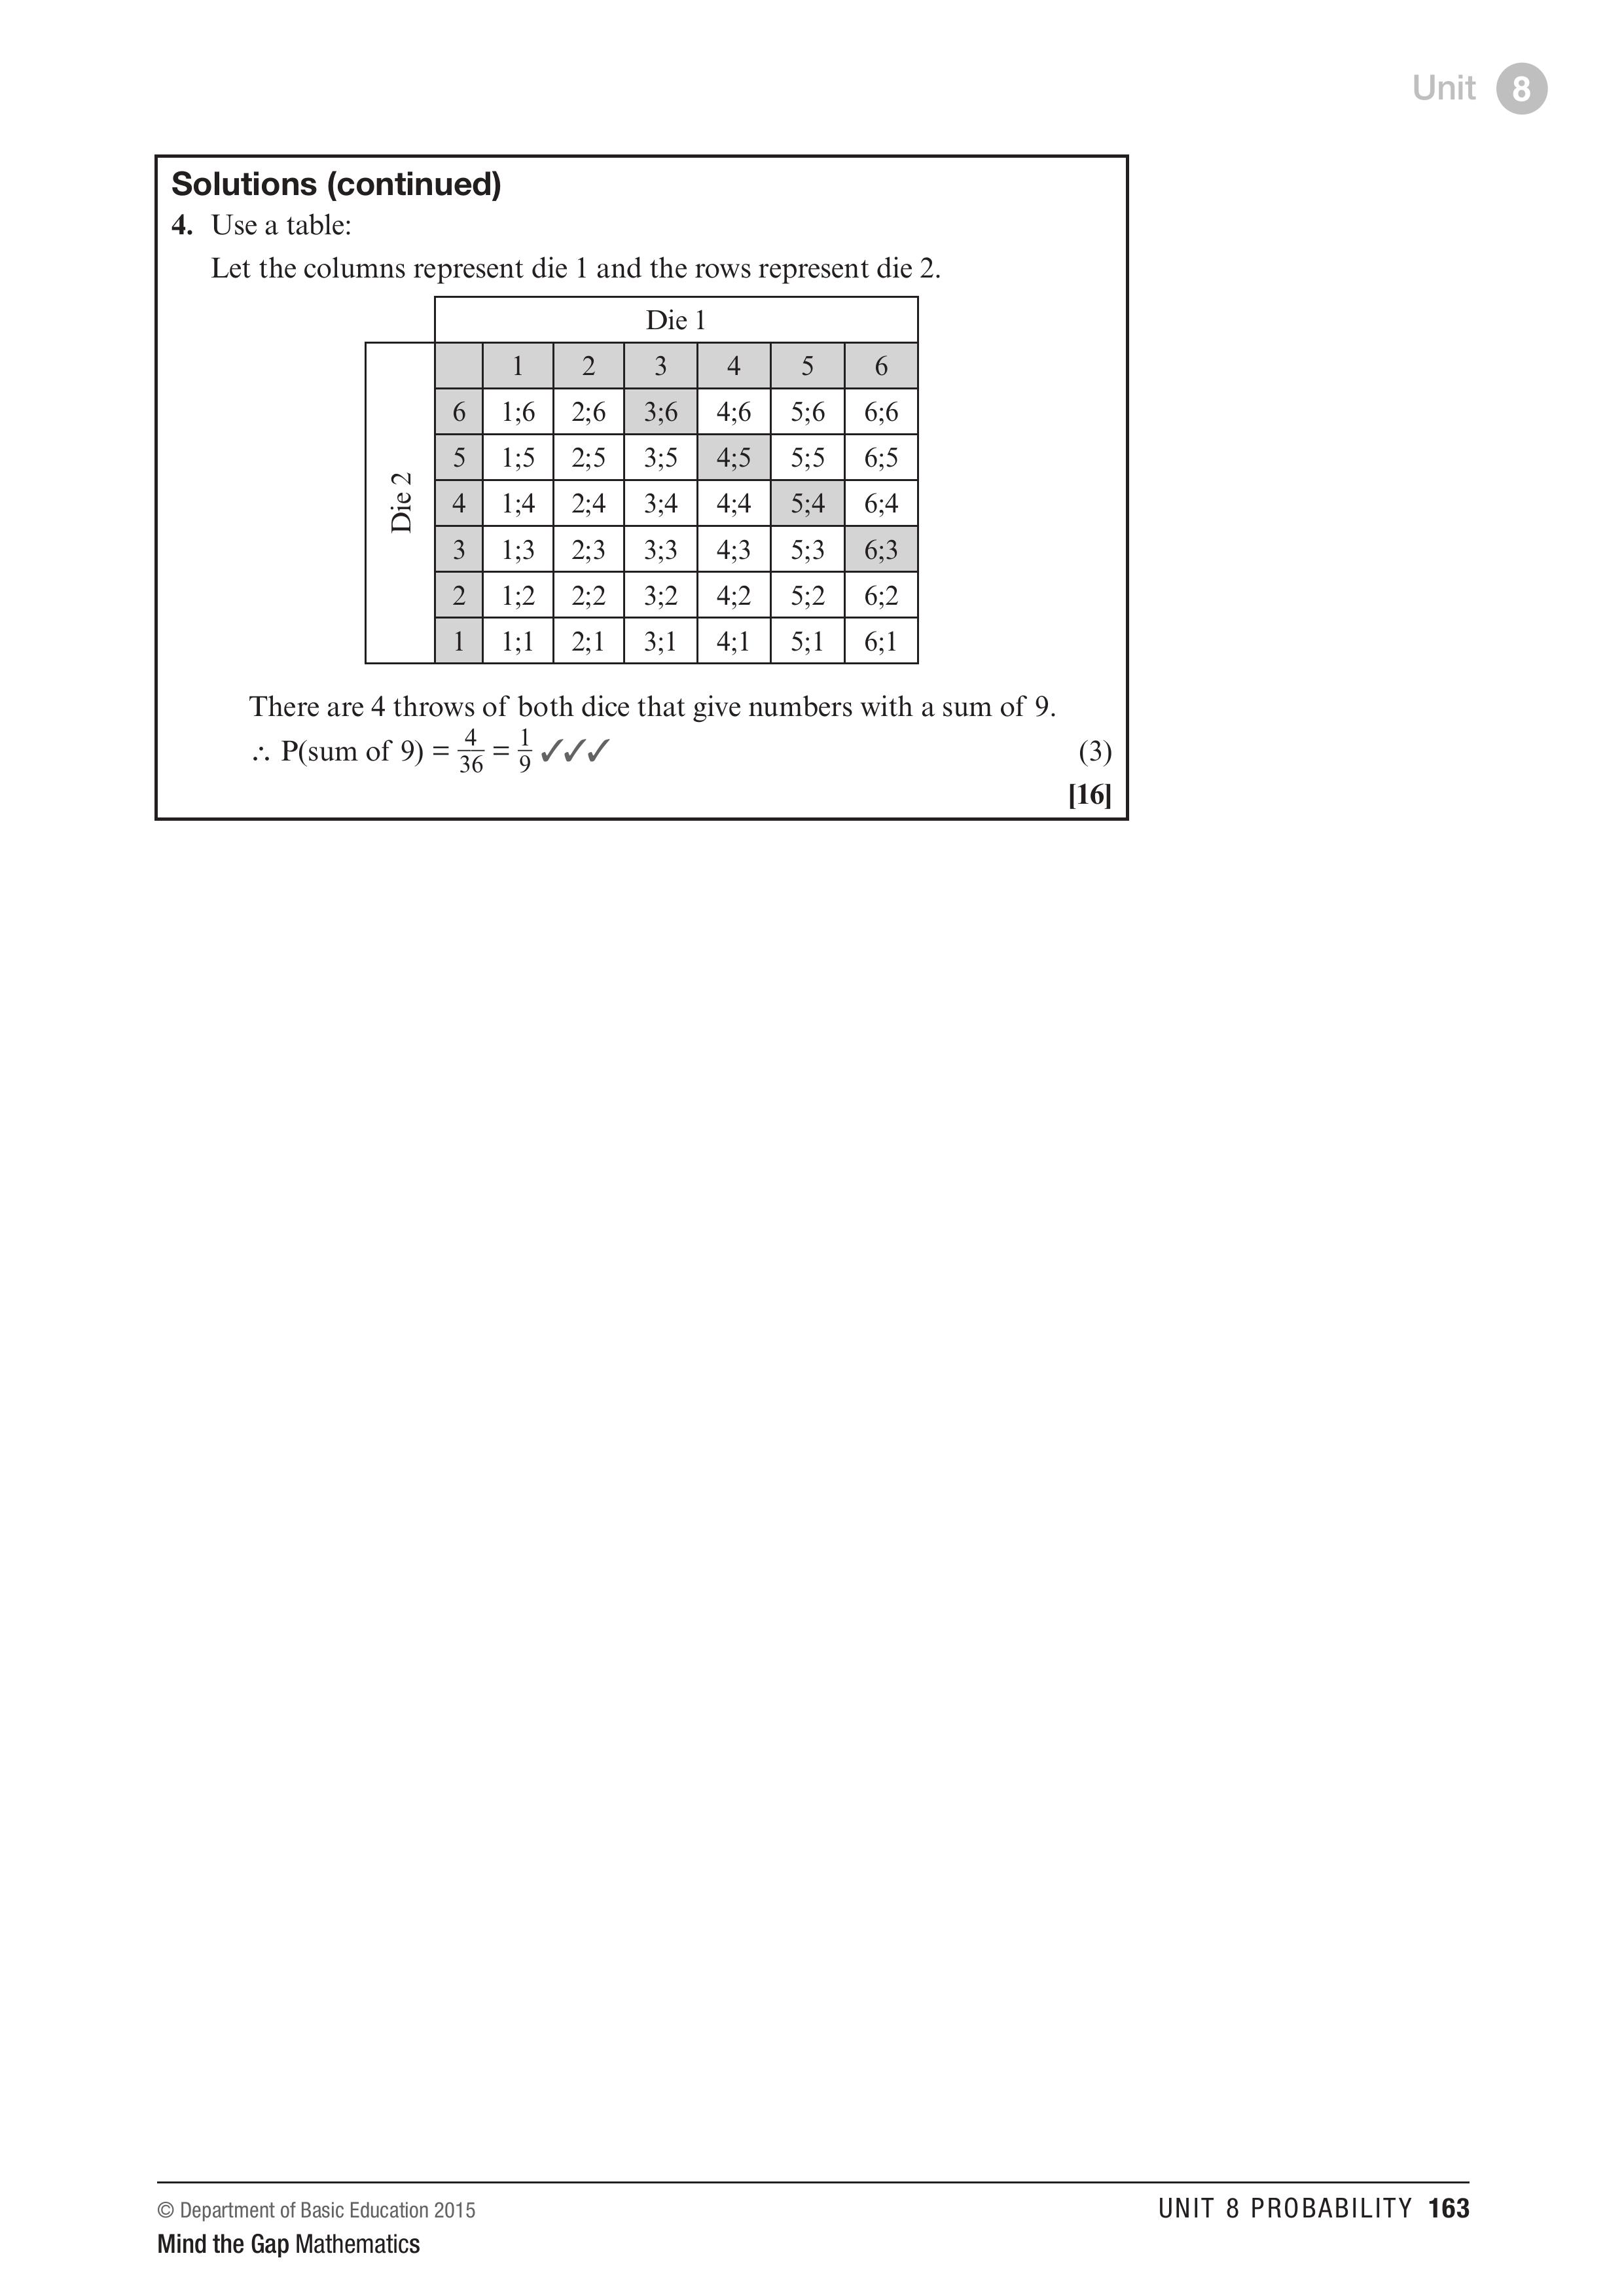 Unit 8
Solutions (continued)
4. Use a table:
Let the columns represent die 1 and the rows represent die 2.
Die 1
Die 2
1 2 3 4 5 6
6 1;6 2;6 3;6 4;6 5;6 6;6
5 1;5 2;5 3;5 4;5 5;5 6;5
4 1;4 2;4 3;4 4;4 5;4 6;4
3 1;3 2;3 3;3 4;3 5;3 6;3
2 1;2 2;2 3;2 4;2 5;2 6;2
1 1;1 2;1 3;1 4;1 5;1 6;1
There are 4 throws of both dice that give numbers with a sum of 9.
∴ P(sum of 9) = 4/36 = 1/9 ✓✓✓ (3)
[16]
© Department of Basic Education 2015
UNIT 8 PROBABILITY 163
Mind the Gap Mathematics